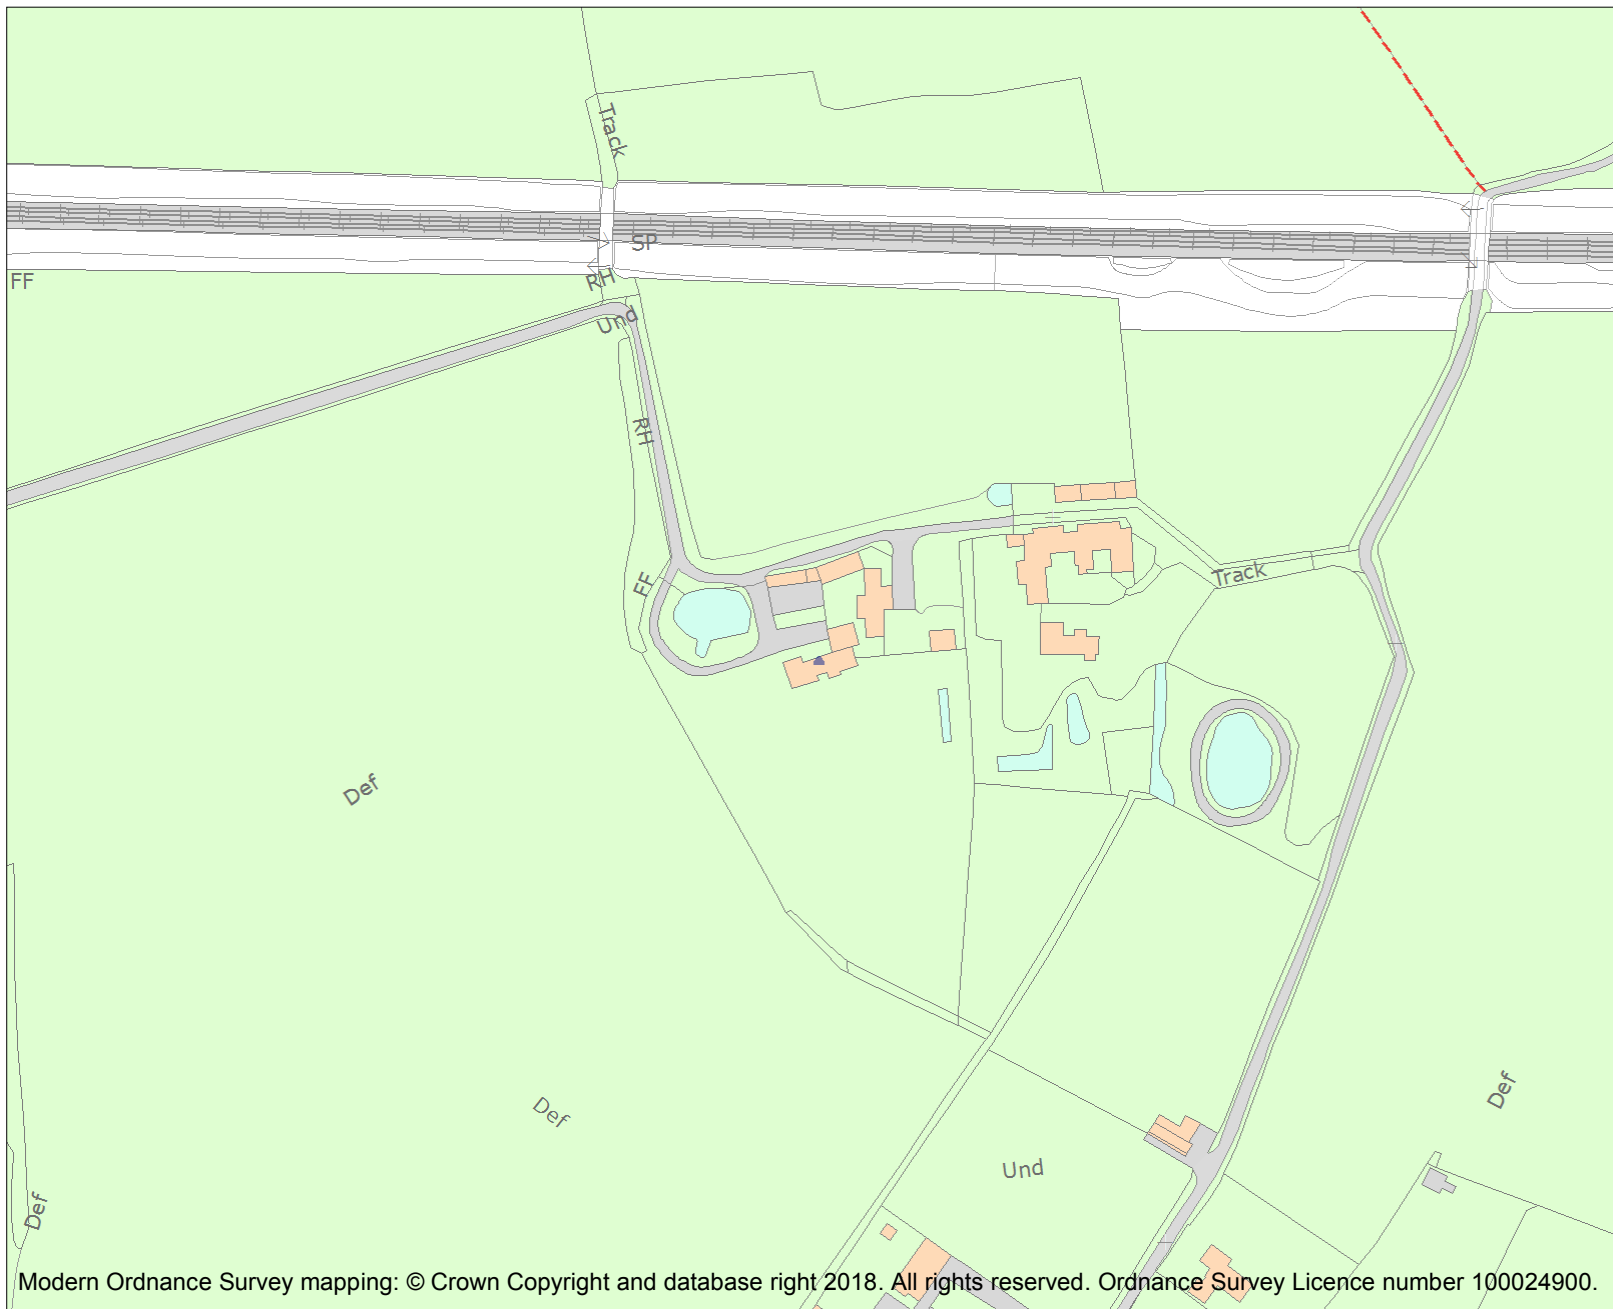 Track
SP
FF
RH
Und
RH
Track
FF
Def
Def
Def
Und
Def
Modern Ordnance Survey mapping: © Crown Copyright and database right 2018. All rights reserved. Ordnance Survey Licence number 100024900.